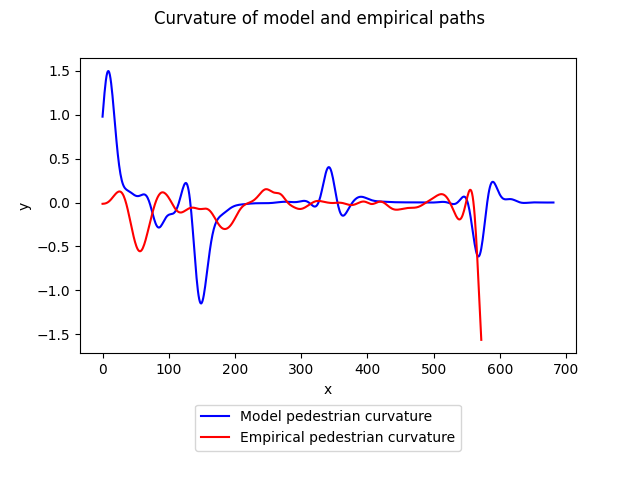 Curvature of model and empirical paths
1.5
1.0
0.5
0.0
−0.5
−1.0
−1.5
y
0 100 200 300 400 500 600 700
x
Model pedestrian curvature
Empirical pedestrian curvature